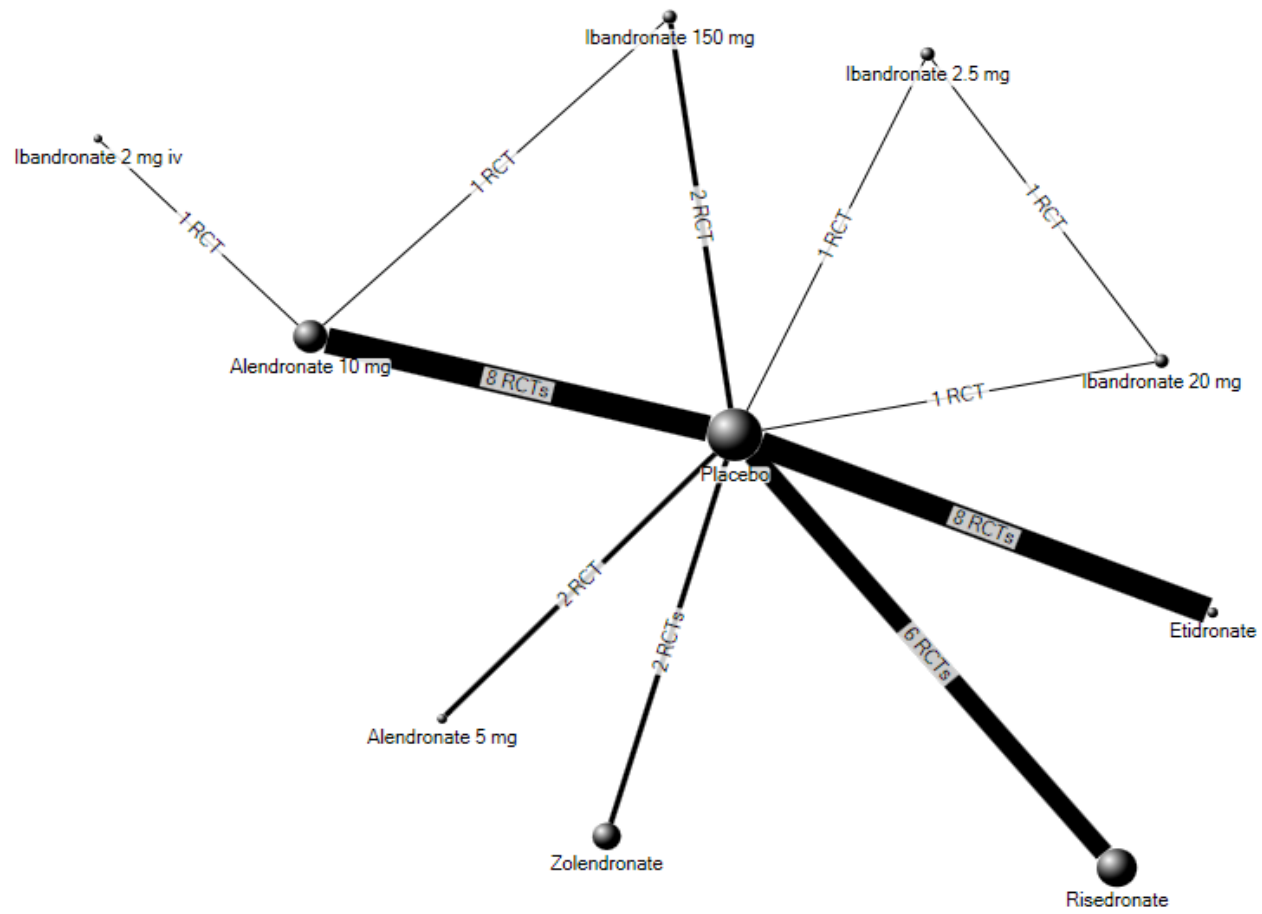 Ibandronate 150 mg
Ibandronate 2.5 mg
Ibandronate 2 mg iv
1 RCT
1 RCT
2 RCT
1 RCT
1 RCT
Alendronate 10 mg
8 RCTs
1 RCT
Ibandronate 20 mg
Placebo
8 RCTs
2 RCT
2 RCTs
6 RCTs
Etidronate
Alendronate 5 mg
Zolendronate
Risedronate